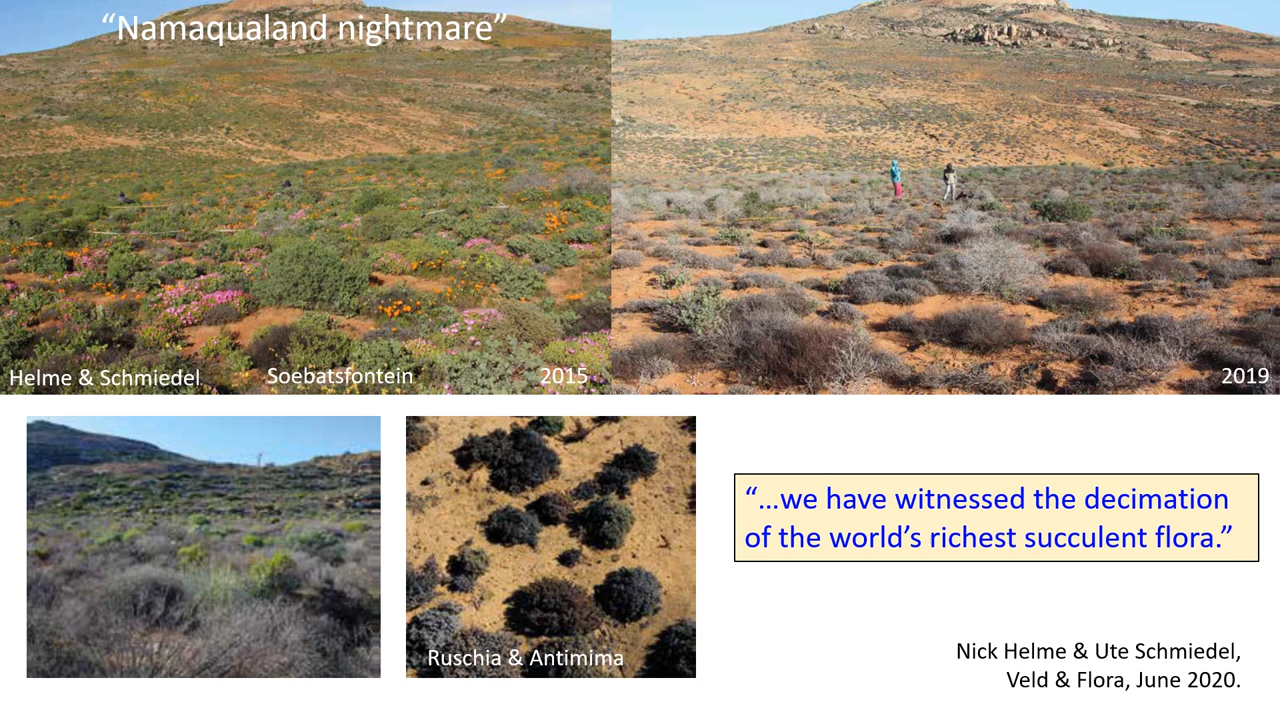 “Namaqualand nightmare”
Helme & Schmiedel
Soebatsfontein
2015
2019
Ruschia & Antimima
“…we have witnessed the decimation
of the world’s richest succulent flora.”
Nick Helme & Ute Schmiedel,
Veld & Flora, June 2020.